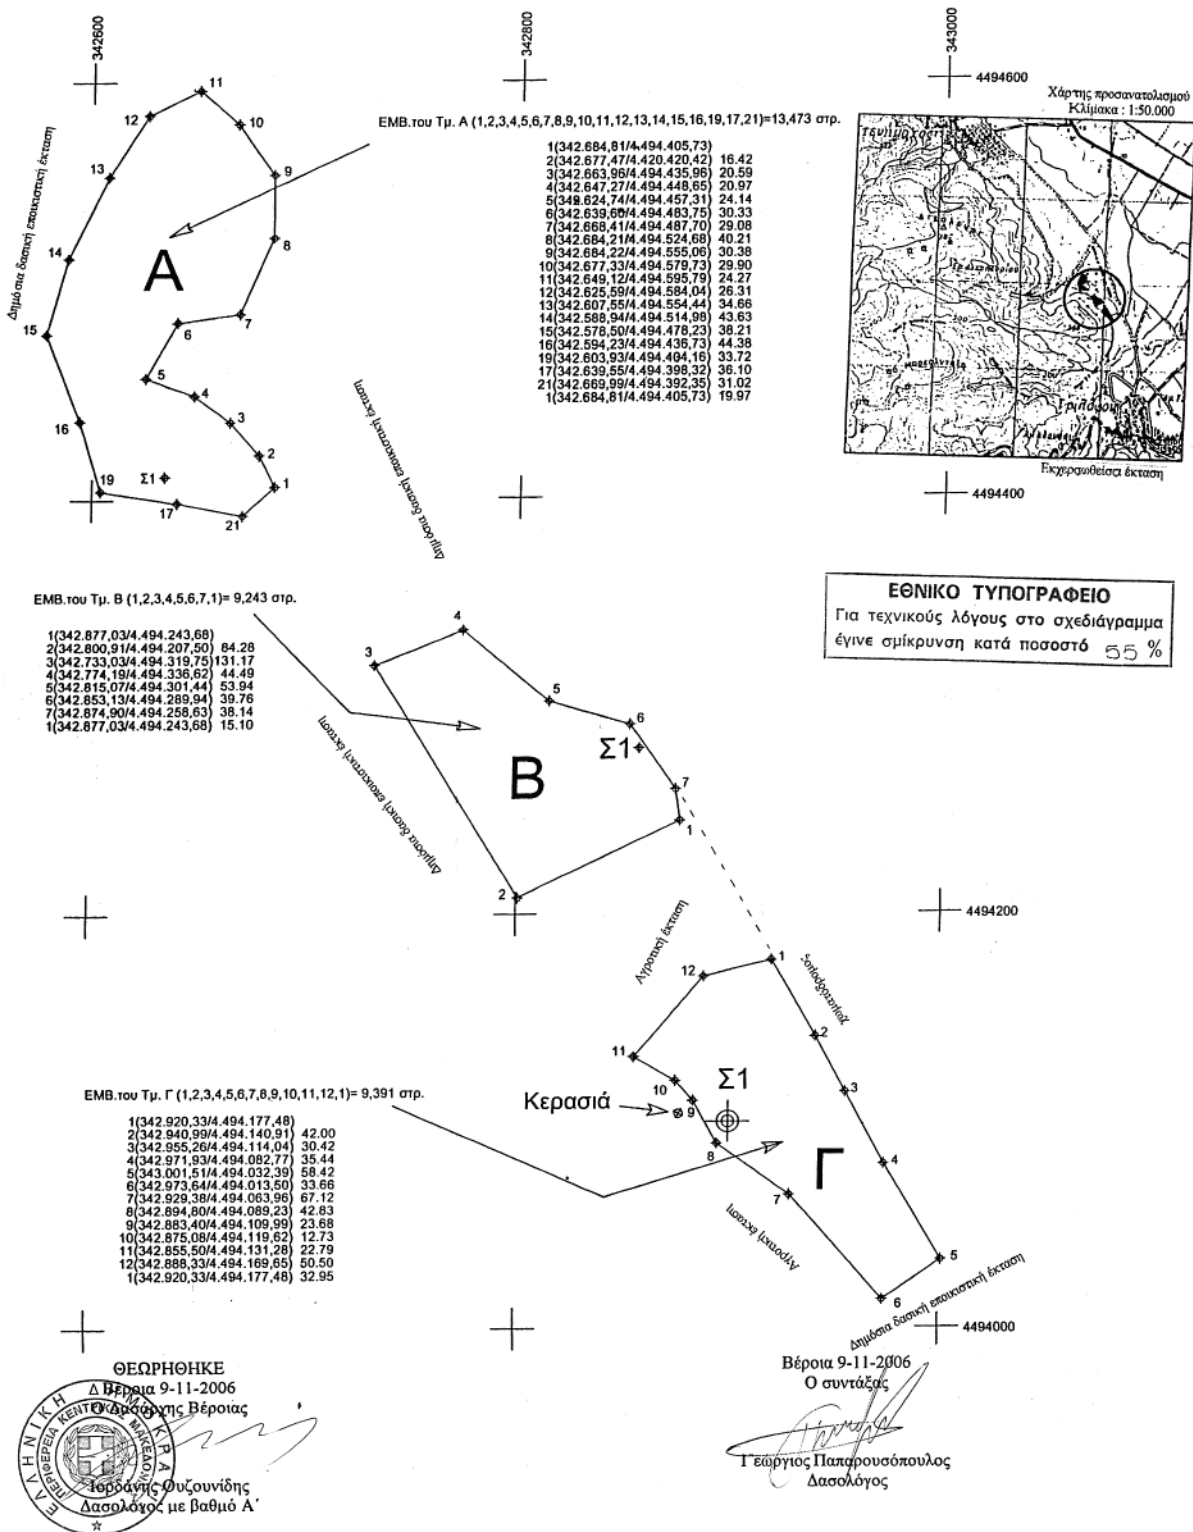 342600
342800
343000
4494600
Χάρτης προσανατολισμού
Κλίμακα : 1:50.000
ΕΜΒ.του Τμ. Α (1,2,3,4,5,6,7,8,9,10,11,12,13,14,15,16,19,17,21)=13,473 στρ.
1(342.684,81/4.494.405,73)
2(342.677,47/4.420.420,42) 16.42
3(342.663,96/4.494.435,96) 20.59
4(342.647,27/4.494.448,65) 20.97
5(342.624,74/4.494.457,31) 24.14
6(342.639,60/4.494.483,75) 30.33
7(342.668,41/4.494.487,70) 29.08
8(342.684,21/4.494.524,68) 40.21
9(342.684,22/4.494.555,06) 30.38
10(342.677,33/4.494.579,73) 29.90
11(342.649,12/4.494.595,79) 24.27
12(342.625,59/4.494.584,04) 26.31
13(342.607,55/4.494.554,44) 34.66
14(342.588,94/4.494.514,98) 43.63
15(342.578,50/4.494.478,23) 38.21
16(342.594,23/4.494.436,73) 44.38
19(342.603,93/4.494.404,16) 33.72
17(342.639,55/4.494.398,32) 36.10
21(342.669,99/4.494.392,35) 31.02
1(342.684,81/4.494.405,73) 19.97
Δημόσια δασική εποικιστική έκταση
11
12
10
13
9
8
14
Α
15
7
6
5
4
3
16
2
19
Σ1
1
17
21
Δημόσια δασική εποικιστική έκταση
Εκχερσωθείσα έκταση
4494400
ΕΘΝΙΚΟ ΤΥΠΟΓΡΑΦΕΙΟ
Για τεχνικούς λόγους στο σχεδιάγραμμα
έγινε σμίκρυνση κατά ποσοστό 55 %
ΕΜΒ.του Τμ. Β (1,2,3,4,5,6,7,1)= 9,243 στρ.
1(342.877,03/4.494.243,68)
2(342.800,91/4.494.207,50) 84.28
3(342.733,03/4.494.319,75)131.17
4(342.774,19/4.494.336,62) 44.49
5(342.815,07/4.494.301,44) 53.94
6(342.853,13/4.494.289,94) 39.76
7(342.874,90/4.494.258,63) 38.14
1(342.877,03/4.494.243,68) 15.10
4
3
5
6
Σ1
Β
7
1
2
Δημόσια δασική εποικιστική έκταση
4494200
Αγροτική έκταση
Χωματόδρομος
1
12
2
11
10
3
Σ1
Κερασιά
9
8
4
Γ
7
5
6
Αγροτική έκταση
Δημόσια δασική εποικιστική έκταση
ΕΜΒ.του Τμ. Γ (1,2,3,4,5,6,7,8,9,10,11,12,1)= 9,391 στρ.
1(342.920,33/4.494.177,48)
2(342.940,99/4.494.140,91) 42.00
3(342.955,26/4.494.114,04) 30.42
4(342.971,93/4.494.082,77) 35.44
5(343.001,51/4.494.032,39) 58.42
6(342.973,64/4.494.013,50) 33.66
7(342.929,38/4.494.063,96) 67.12
8(342.894,80/4.494.089,23) 42.83
9(342.883,40/4.494.109,99) 23.68
10(342.875,08/4.494.119,62) 12.73
11(342.855,50/4.494.131,28) 22.79
12(342.888,33/4.494.169,65) 50.50
1(342.920,33/4.494.177,48) 32.95
4494000
ΘΕΩΡΗΘΗΚΕ
Βέροια 9-11-2006
Ο Δασάρχης Βέροιας
Ιορδάνης Ουζουνίδης
Δασολόγος με βαθμό Α΄
ΕΛΛΗΝΙΚΗ ΔΗΜΟΚΡΑΤΙΑ
ΠΕΡΙΦΕΡΕΙΑ ΚΕΝΤΡΙΚΗΣ ΜΑΚΕΔΟΝΙΑΣ
Βέροια 9-11-2006
Ο συντάξας
Γεώργιος Παπαρουσόπουλος
Δασολόγος